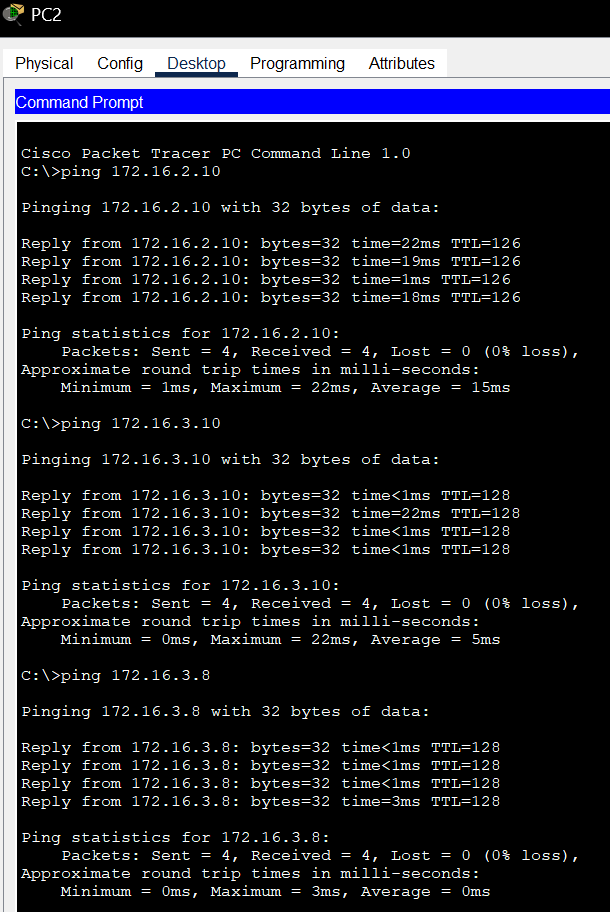 PC2
Physical Config Desktop Programming Attributes
Command Prompt
Cisco Packet Tracer PC Command Line 1.0
C:\>ping 172.16.2.10
Pinging 172.16.2.10 with 32 bytes of data:
Reply from 172.16.2.10: bytes=32 time=22ms TTL=126
Reply from 172.16.2.10: bytes=32 time=19ms TTL=126
Reply from 172.16.2.10: bytes=32 time=1ms TTL=126
Reply from 172.16.2.10: bytes=32 time=18ms TTL=126
Ping statistics for 172.16.2.10:
    Packets: Sent = 4, Received = 4, Lost = 0 (0% loss),
Approximate round trip times in milli-seconds:
    Minimum = 1ms, Maximum = 22ms, Average = 15ms
C:\>ping 172.16.3.10
Pinging 172.16.3.10 with 32 bytes of data:
Reply from 172.16.3.10: bytes=32 time<1ms TTL=128
Reply from 172.16.3.10: bytes=32 time=22ms TTL=128
Reply from 172.16.3.10: bytes=32 time<1ms TTL=128
Reply from 172.16.3.10: bytes=32 time<1ms TTL=128
Ping statistics for 172.16.3.10:
    Packets: Sent = 4, Received = 4, Lost = 0 (0% loss),
Approximate round trip times in milli-seconds:
    Minimum = 0ms, Maximum = 22ms, Average = 5ms
C:\>ping 172.16.3.8
Pinging 172.16.3.8 with 32 bytes of data:
Reply from 172.16.3.8: bytes=32 time<1ms TTL=128
Reply from 172.16.3.8: bytes=32 time<1ms TTL=128
Reply from 172.16.3.8: bytes=32 time<1ms TTL=128
Reply from 172.16.3.8: bytes=32 time=3ms TTL=128
Ping statistics for 172.16.3.8:
    Packets: Sent = 4, Received = 4, Lost = 0 (0% loss),
Approximate round trip times in milli-seconds:
    Minimum = 0ms, Maximum = 3ms, Average = 0ms